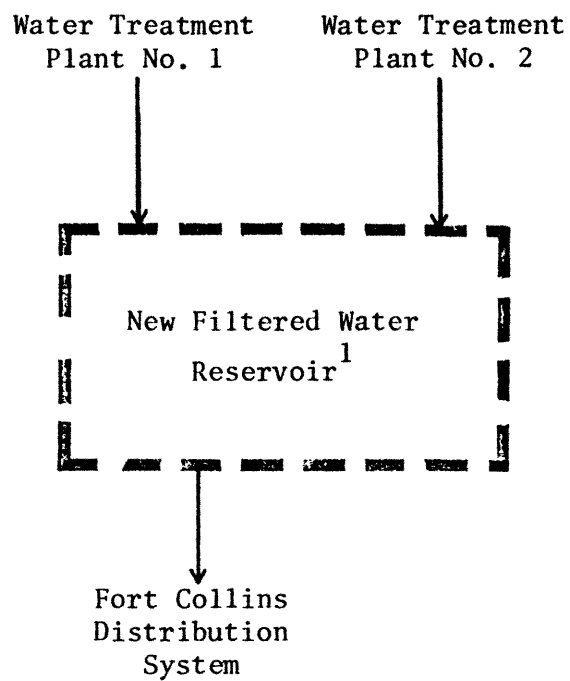 Water Treatment
Plant No. 1
Water Treatment
Plant No. 2
New Filtered Water
Reservoir¹
Fort Collins
Distribution
System